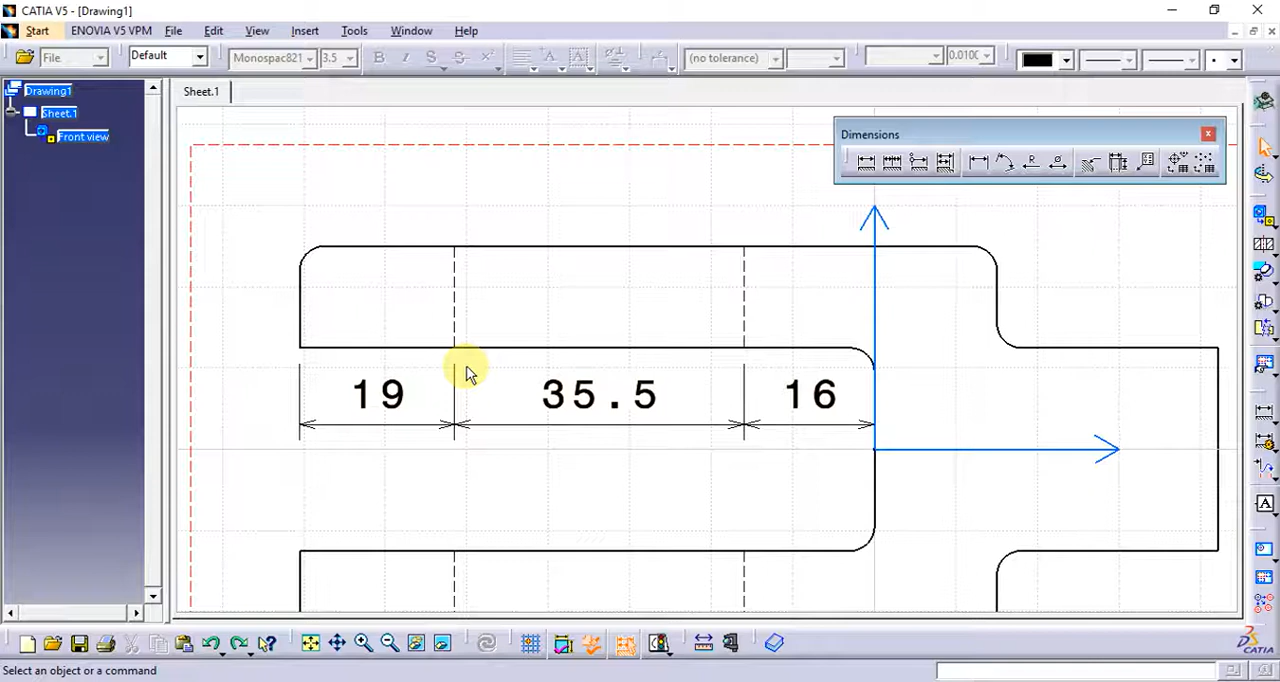 CATIA V5 - [Drawing1]
Start ENOVIA V5 VPM File Edit View Insert Tools Window Help
File. Default Monospac821 3.5 B I S (no tolerance) 0.010
Drawing1
Sheet.1
Front view
Sheet.1
Dimensions
19 35.5 16
Select an object or a command
CATIA